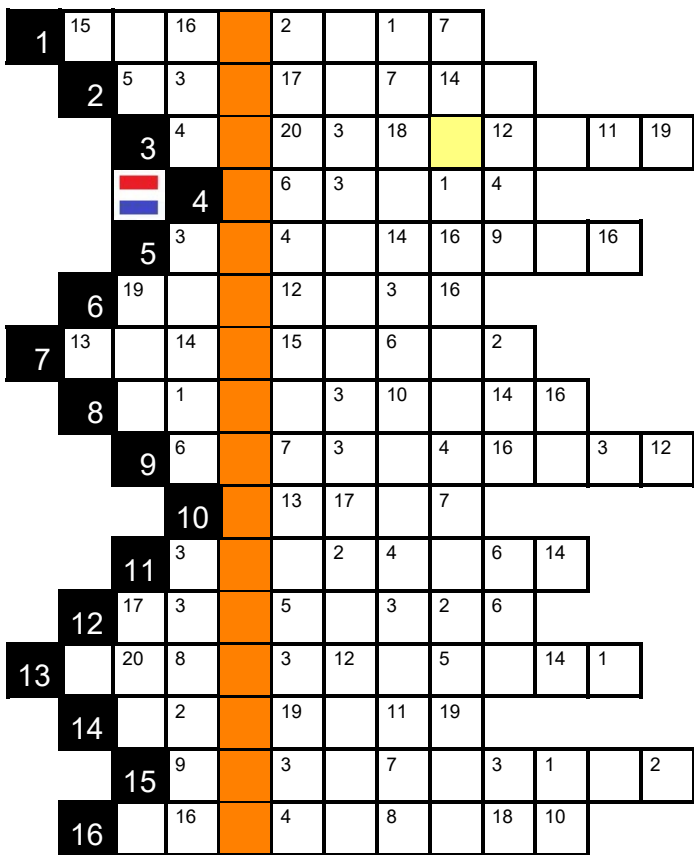 1 15 16 2 1 7
2 5 3 17 7 14
3 4 20 3 18 12 11 19
4 6 3 1 4
5 3 4 14 16 9 16
6 19 12 3 16
7 13 14 15 6 2
8 1 3 10 14 16
9 6 7 3 4 16 3 12
10 13 17 7
11 3 2 4 6 14
12 17 3 5 3 2 6
13 20 8 3 12 5 14 1
14 2 19 11 19
15 9 3 7 3 1 2
16 16 4 8 18 10